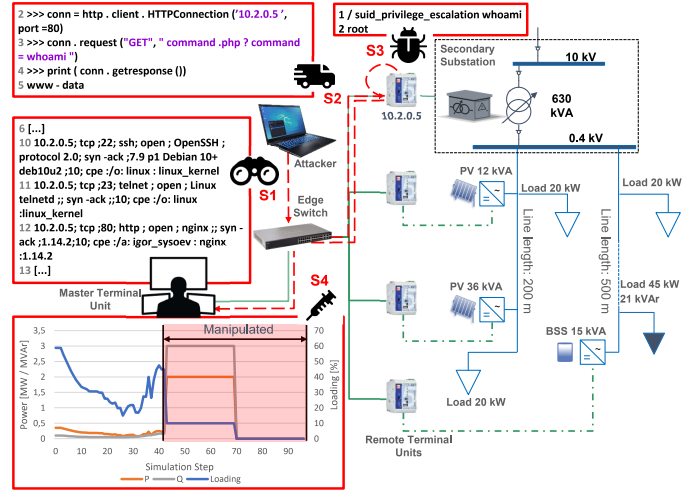 2 >>> con = http . client . HTTPConnection ('10.2.0.5 ',
port =80)
3 >>> conn . request ("GET", " command .php ? command
= whoami ")
4 >>> print ( conn . getresponse ())
5 www - data
1 / suid_privilege_escalation whoami
2 root
S3
S2
10.2.0.5
Secondary
Substation
10 kV
630
kVA
0.4 kV
6 [...]
10 10.2.0.5; tcp ;22; ssh; open ; OpenSSH ;
protocol 2.0; syn -ack ;7.9 p1 Debian 10+
deb10u2 ;10; cpe :/o: linux : linux_kernel
11 10.2.0.5; tcp ;23; telnet ; open ; Linux
telnetd ;; syn -ack ;;10; cpe :/o: linux
:linux_kernel
12 10.2.0.5; tcp ;80; http ; open ; nginx ;; syn -
ack ;1.14.2;10; cpe :/a: igor_sysoev : nginx
:1.14.2
13 [...]
Attacker
S1
Edge
Switch
Master Terminal
Unit
S4
PV 12 kVA
Load 20 kW
Load 20 kW
Line length: 200 m
Line length: 500 m
PV 36 kVA
Load 45 kW
21 kVAr
BSS 15 kVA
Load 20 kW
Remote Terminal
Units
Manipulated
Power [MW / MVAr]
3,5
3
2,5
2
1,5
1
0,5
0
70
60
50
40
30
20
10
0
Loading [%]
0 10 20 30 40 50 60 70 80 90
Simulation Step
P Q Loading